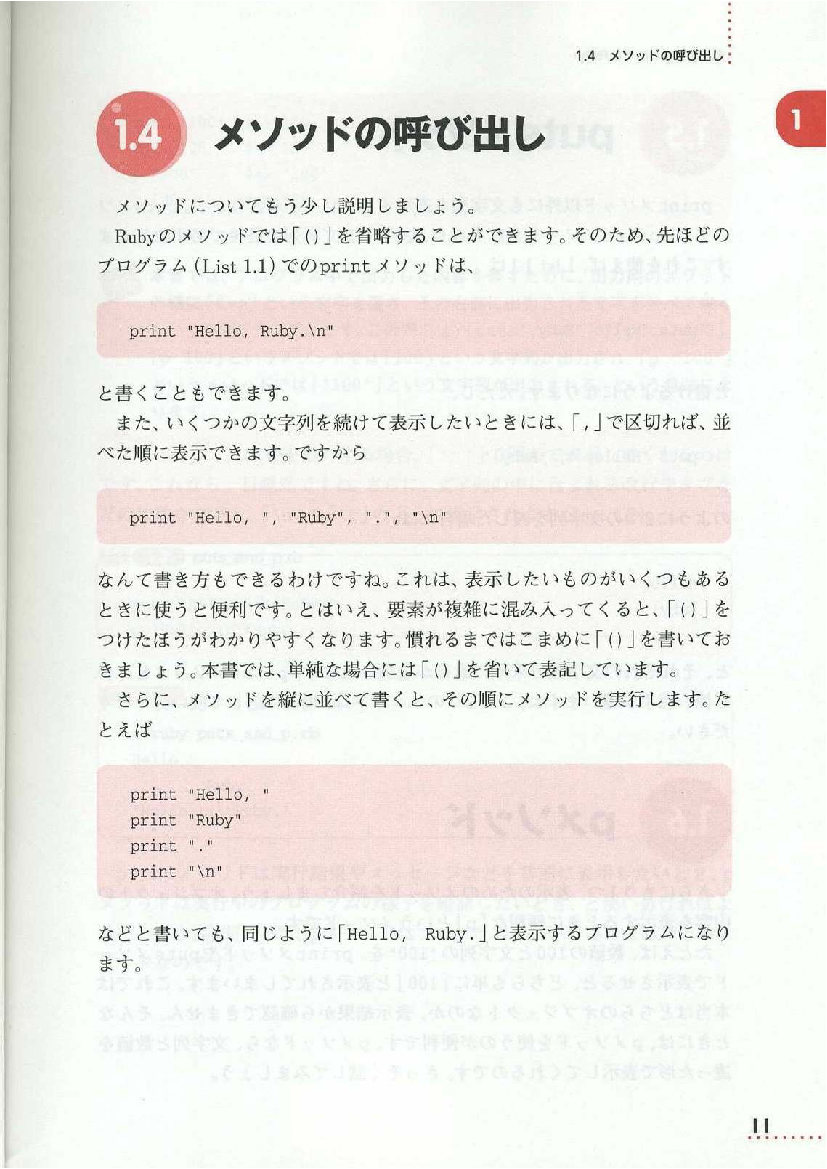 1.4 メソッドの呼び出し
1
1.4 メソッドの呼び出し
メソッドについてもう少し説明しましょう。
Rubyのメソッドでは「()」を省略することができます。そのため、先ほどの
プログラム(List 1.1)でのprintメソッドは、
print "Hello, Ruby.\n"
と書くこともできます。
また、いくつかの文字列を続けて表示したいときには、「,」で区切れば、並
べた順に表示できます。ですから
print "Hello, ", "Ruby", ".", "\n"
なんて書き方もできるわけですね。これは、表示したいものがいくつもある
ときに使うと便利です。とはいえ、要素が複雑に混み入ってくると、「()」を
つけたほうがわかりやすくなります。慣れるまではこまめに「()」を書いてお
きましょう。本書では、単純な場合には「()」を省いて表記しています。
さらに、メソッドを縦に並べて書くと、その順にメソッドを実行します。た
とえば
print "Hello, "
print "Ruby"
print "."
print "\n"
などと書いても、同じように「Hello, Ruby.」と表示するプログラムになり
ます。
11